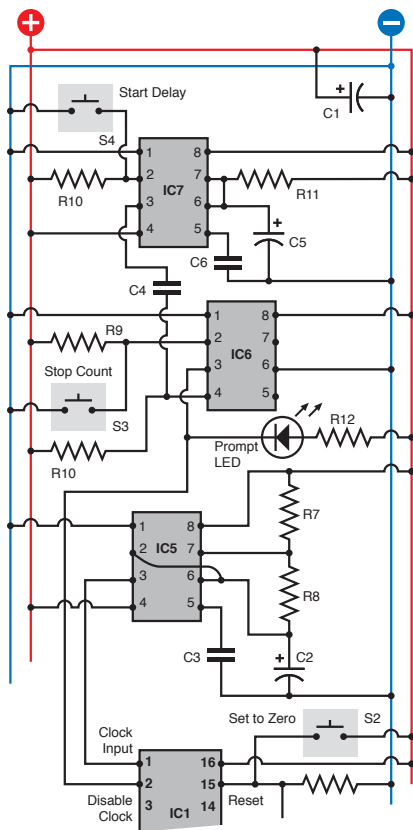 + −
+
C1
Start Delay
S4
1 8
2 IC7 7
3 6
4 5
R10
R11
+
C5
C6
C4
1 8
2 7
IC6
3 6
4 5
R9
Stop Count
S3
R10
Prompt
LED
R12
1 8
2 IC5 7
3 6
4 5
R7
R8
C3
+
C2
Set to Zero
S2
Clock
Input
1 16
2 15
3 14
IC1
Disable
Clock
Reset